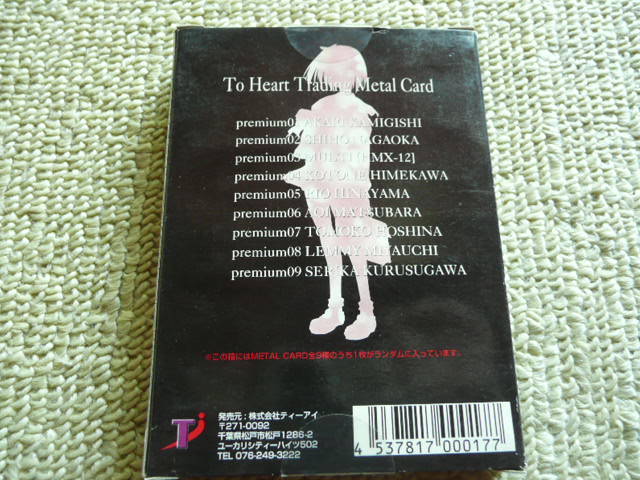 To Heart Trading Metal Card
premium01 AKARI KAMIGISHI
premium02 SHIHO NAGAOKA
premium03 MULTI [HMX-12]
premium04 KOTONE HIMEKAWA
premium05 RIO HINAYAMA
premium06 AOI MATSUBARA
premium07 TOMOKO HOSHINA
premium08 LEMMY MIYAUCHI
premium09 SERIKA KURUSUGAWA
※この箱にはMETAL CARD全9種のうち1枚がランダムに入っています。
発売元：株式会社ティーアイ
〒271-0092
千葉県松戸市松戸1286-2
ユーカリシティーハイツ502
TEL 076-249-3222
4 537817 000177